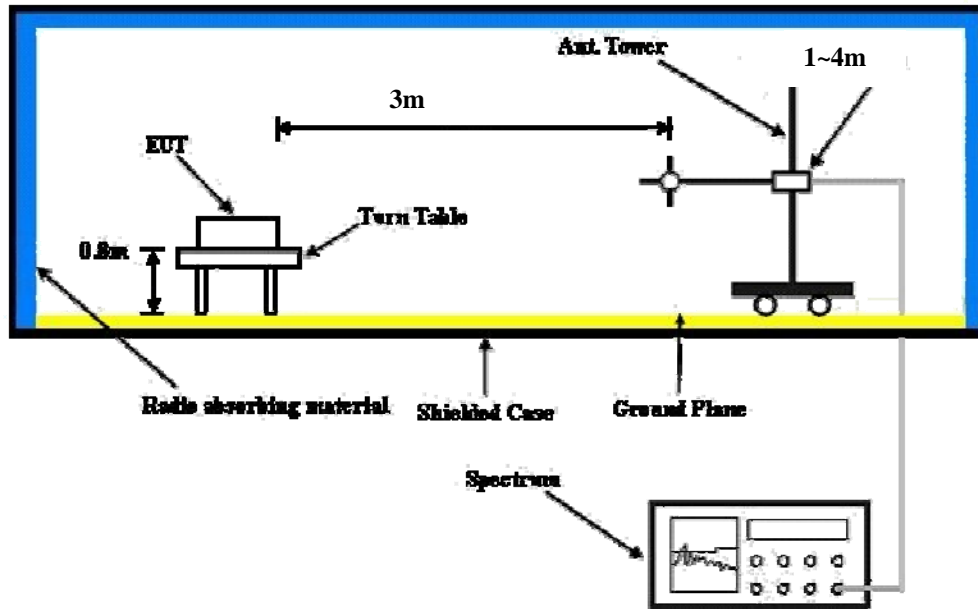 Ant. Tower
1~4m
3m
EUT
Turn Table
0.8m
Radio absorbing material
Shielded Case
Ground Plane
Spectrum